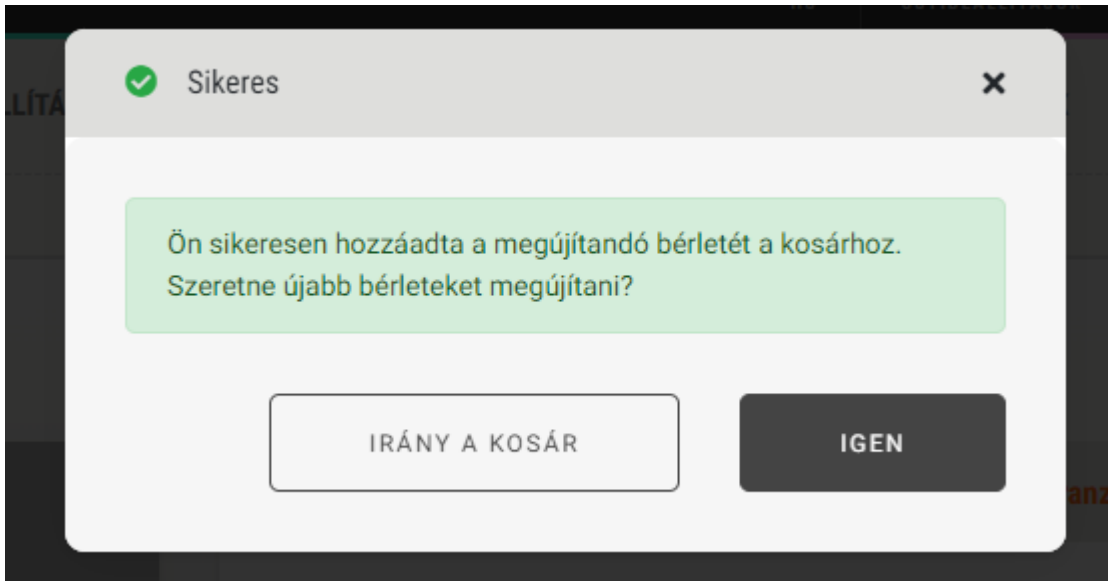 Sikeres
Ön sikeresen hozzáadta a megújítandó bérletét a kosárhoz.
Szeretne újabb bérleteket megújítani?
IRÁNY A KOSÁR
IGEN